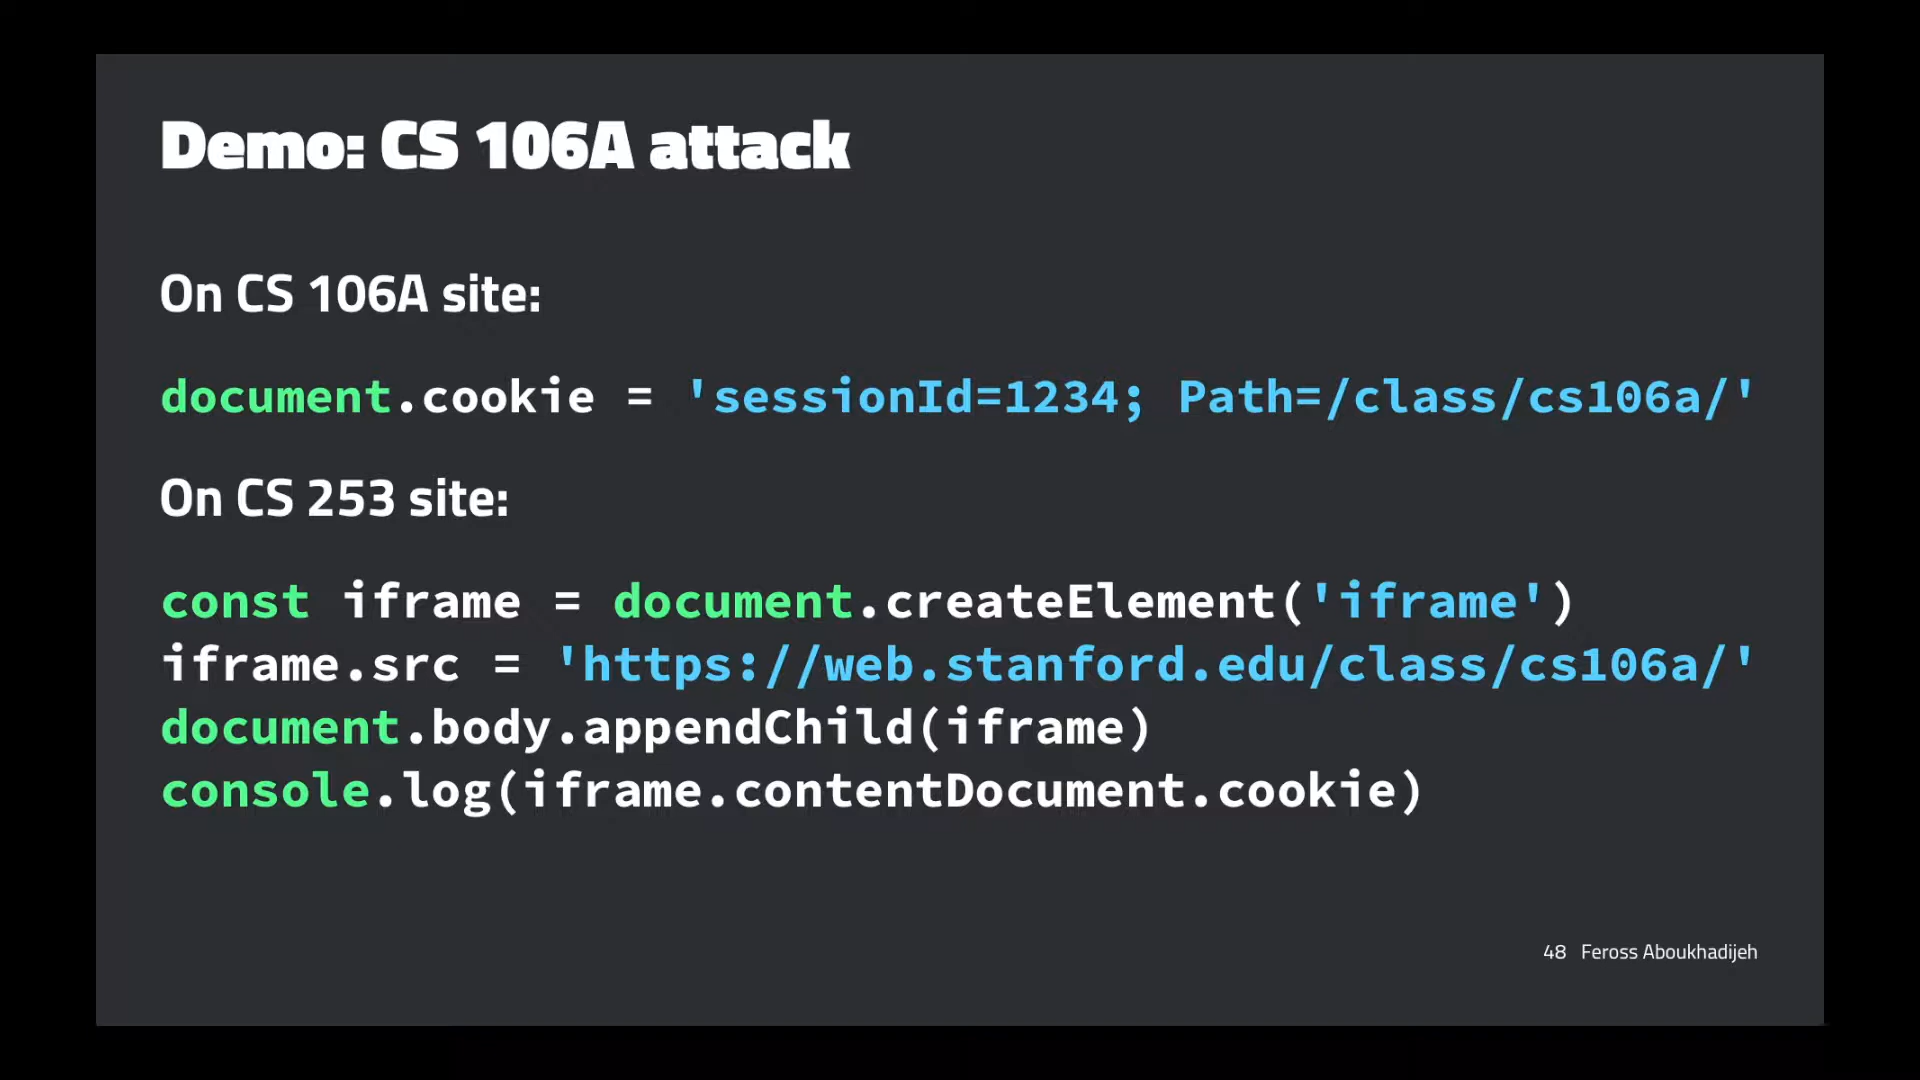 Demo: CS 106A attack
On CS 106A site:
document.cookie = 'sessionId=1234; Path=/class/cs106a/'
On CS 253 site:
const iframe = document.createElement('iframe')
iframe.src = 'https://web.stanford.edu/class/cs106a/'
document.body.appendChild(iframe)
console.log(iframe.contentDocument.cookie)
48 Feross Aboukhadijeh